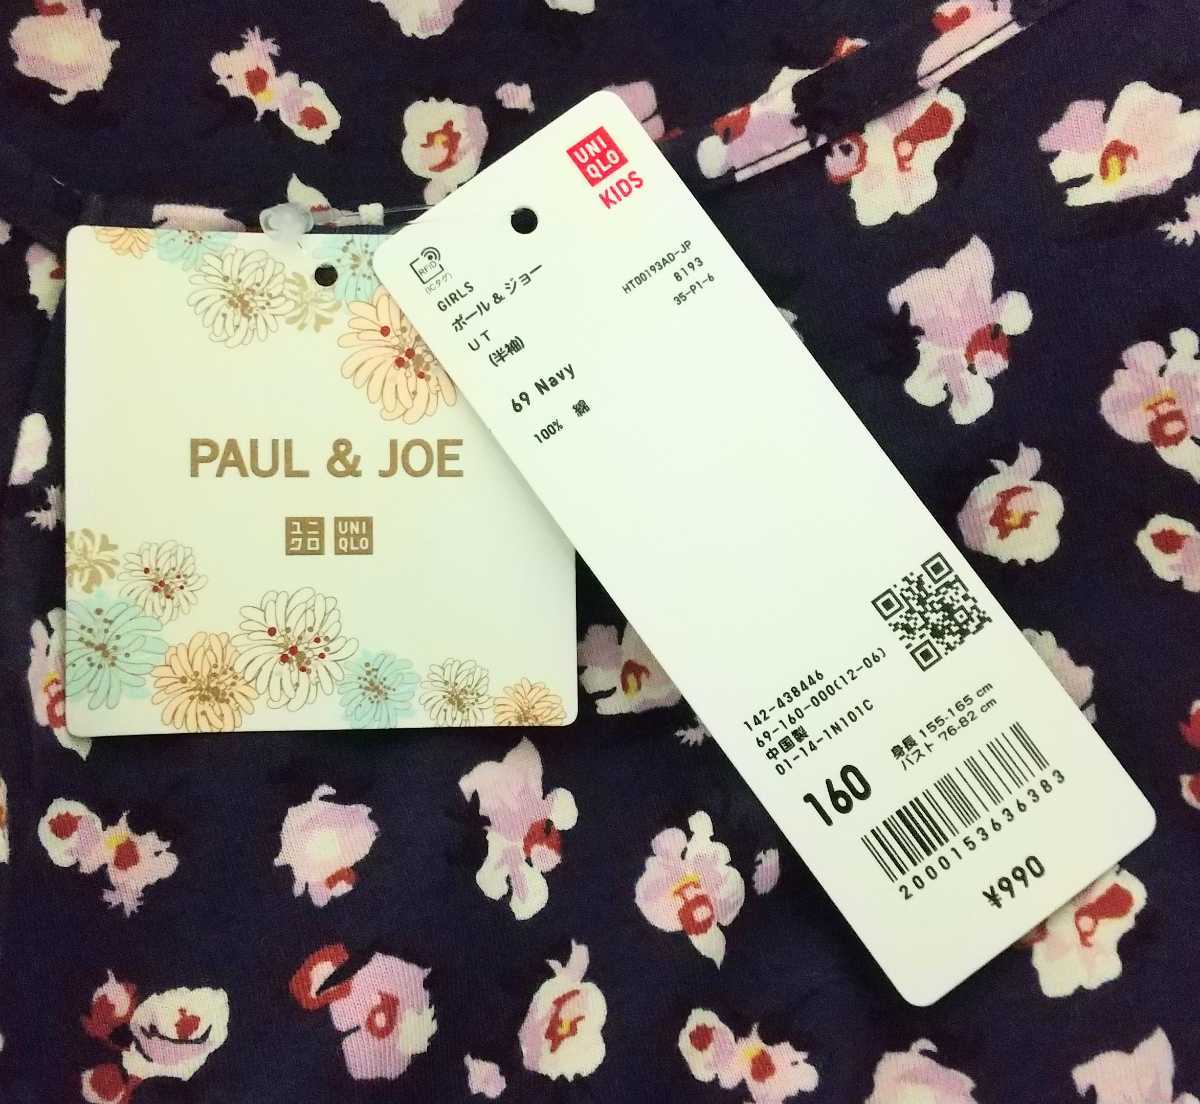 PAUL & JOE
ユニクロ UNIQLO
UNI
QLO
KIDS
RFID
(ICタグ)
HT00193AD-JP
8193
35-P1-6
GIRLS
ポール&ジョー
UT
(半袖)
69 Navy
100% 綿
142-438446
69-160-000(12-06)
中国製
01-14-1N101C
160
身長 155-165 cm
バスト 76-82 cm
2000153636383
¥990